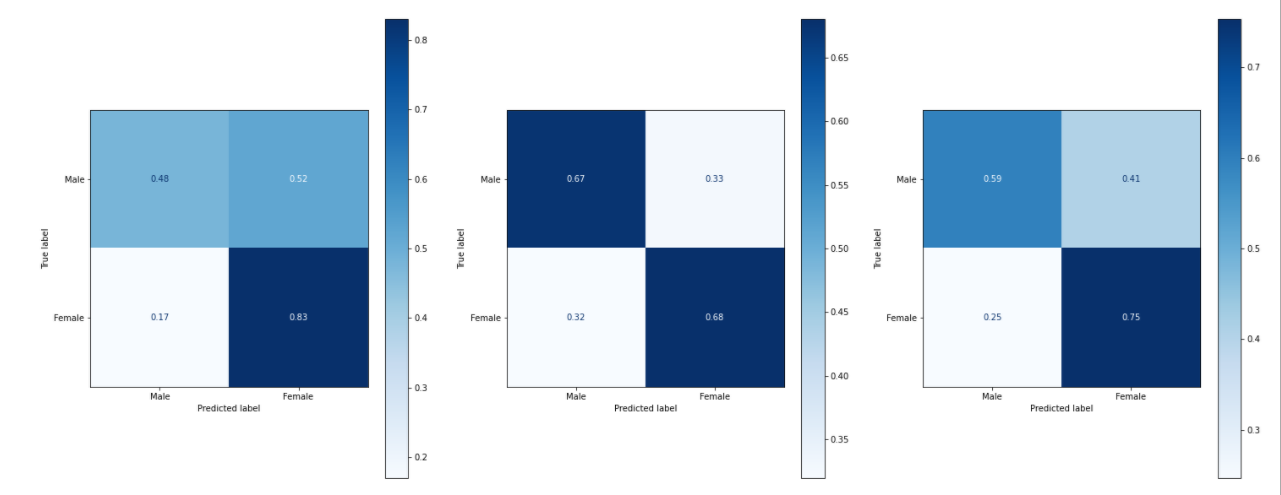 0.8
0.7
0.6
0.5
0.4
0.3
0.2
True label
Male
Female
0.48
0.52
0.17
0.83
Male
Female
Predicted label
0.65
0.60
0.55
0.50
0.45
0.40
0.35
True label
Male
Female
0.67
0.33
0.32
0.68
Male
Female
Predicted label
0.7
0.6
0.5
0.4
0.3
True label
Male
Female
0.59
0.41
0.25
0.75
Male
Female
Predicted label